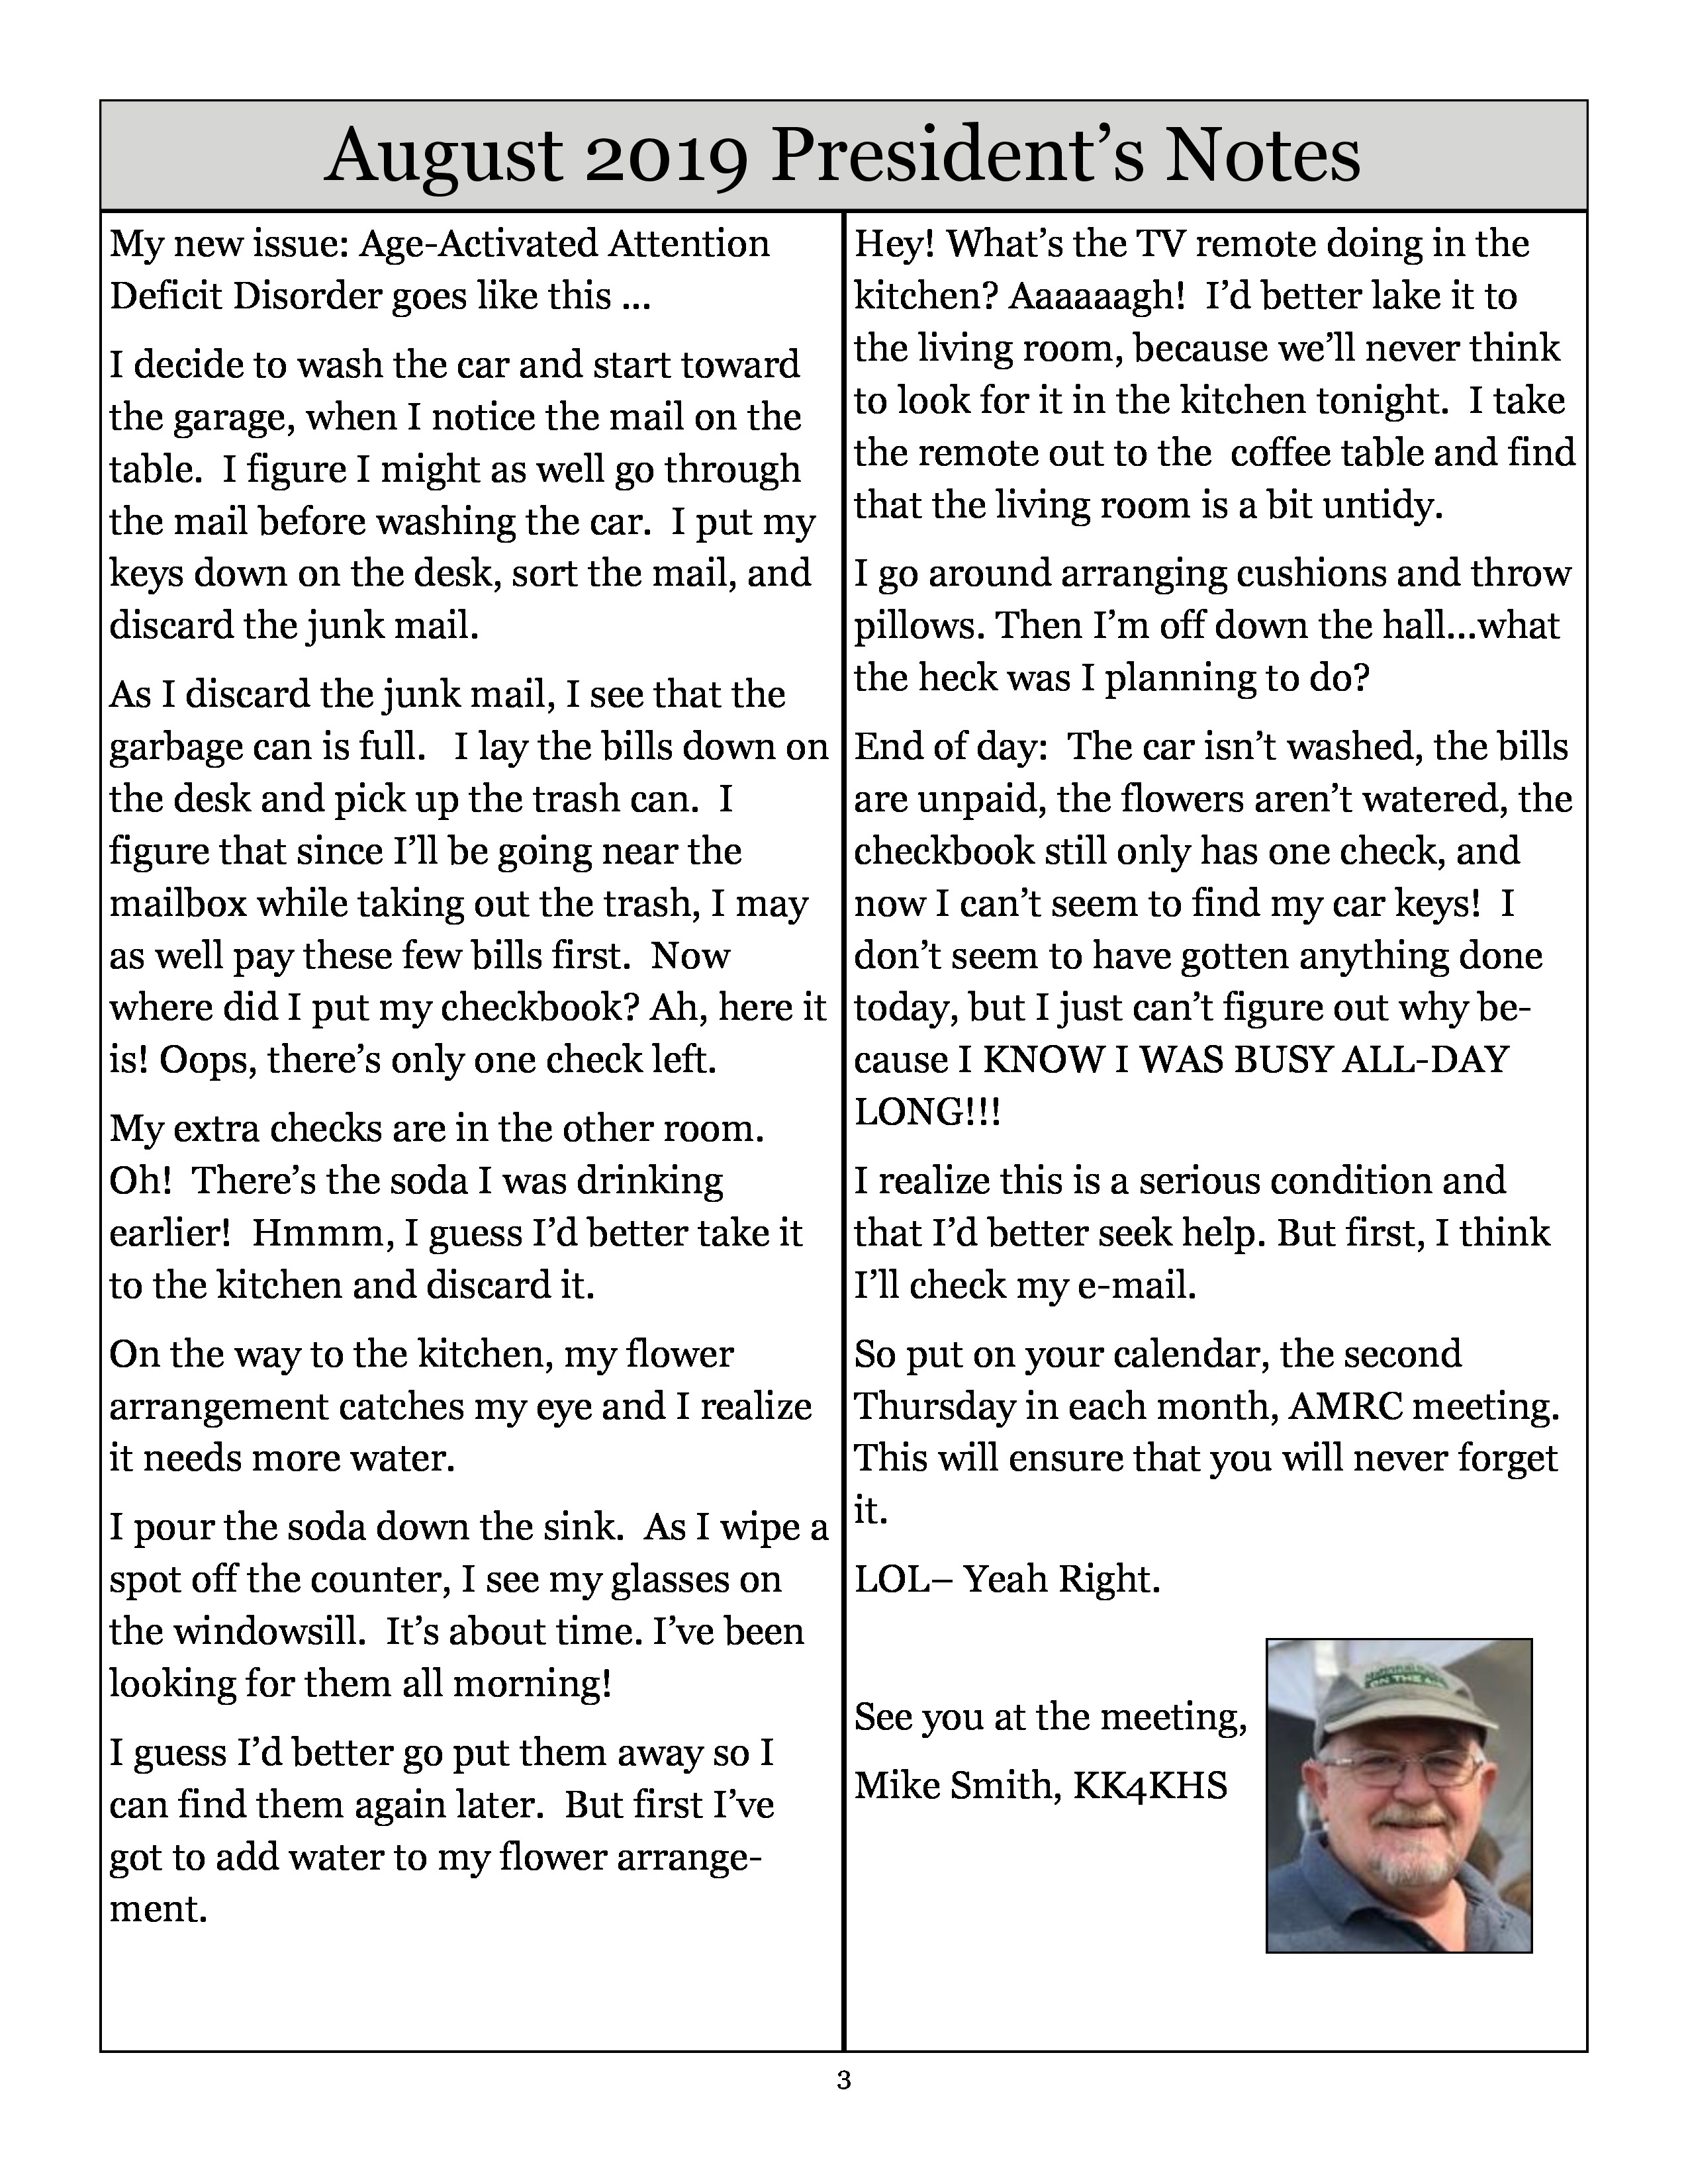 August 2019 President’s Notes
My new issue: Age-Activated Attention
Deficit Disorder goes like this ...
I decide to wash the car and start toward
the garage, when I notice the mail on the
table.  I figure I might as well go through
the mail before washing the car.  I put my
keys down on the desk, sort the mail, and
discard the junk mail.
As I discard the junk mail, I see that the
garbage can is full.   I lay the bills down on
the desk and pick up the trash can.  I
figure that since I’ll be going near the
mailbox while taking out the trash, I may
as well pay these few bills first.  Now
where did I put my checkbook? Ah, here it
is! Oops, there’s only one check left.
My extra checks are in the other room.
Oh!  There’s the soda I was drinking
earlier!  Hmmm, I guess I’d better take it
to the kitchen and discard it.
On the way to the kitchen, my flower
arrangement catches my eye and I realize
it needs more water.
I pour the soda down the sink.  As I wipe a
spot off the counter, I see my glasses on
the windowsill.  It’s about time. I’ve been
looking for them all morning!
I guess I’d better go put them away so I
can find them again later.  But first I’ve
got to add water to my flower arrange-
ment.
Hey! What’s the TV remote doing in the
kitchen? Aaaaaagh!  I’d better lake it to
the living room, because we’ll never think
to look for it in the kitchen tonight.  I take
the remote out to the  coffee table and find
that the living room is a bit untidy.
I go around arranging cushions and throw
pillows. Then I’m off down the hall...what
the heck was I planning to do?
End of day:  The car isn’t washed, the bills
are unpaid, the flowers aren’t watered, the
checkbook still only has one check, and
now I can’t seem to find my car keys!  I
don’t seem to have gotten anything done
today, but I just can’t figure out why be-
cause I KNOW I WAS BUSY ALL-DAY
LONG!!!
I realize this is a serious condition and
that I’d better seek help. But first, I think
I’ll check my e-mail.
So put on your calendar, the second
Thursday in each month, AMRC meeting.
This will ensure that you will never forget
it.
LOL– Yeah Right.
See you at the meeting,
Mike Smith, KK4KHS
ON THE AIR
3